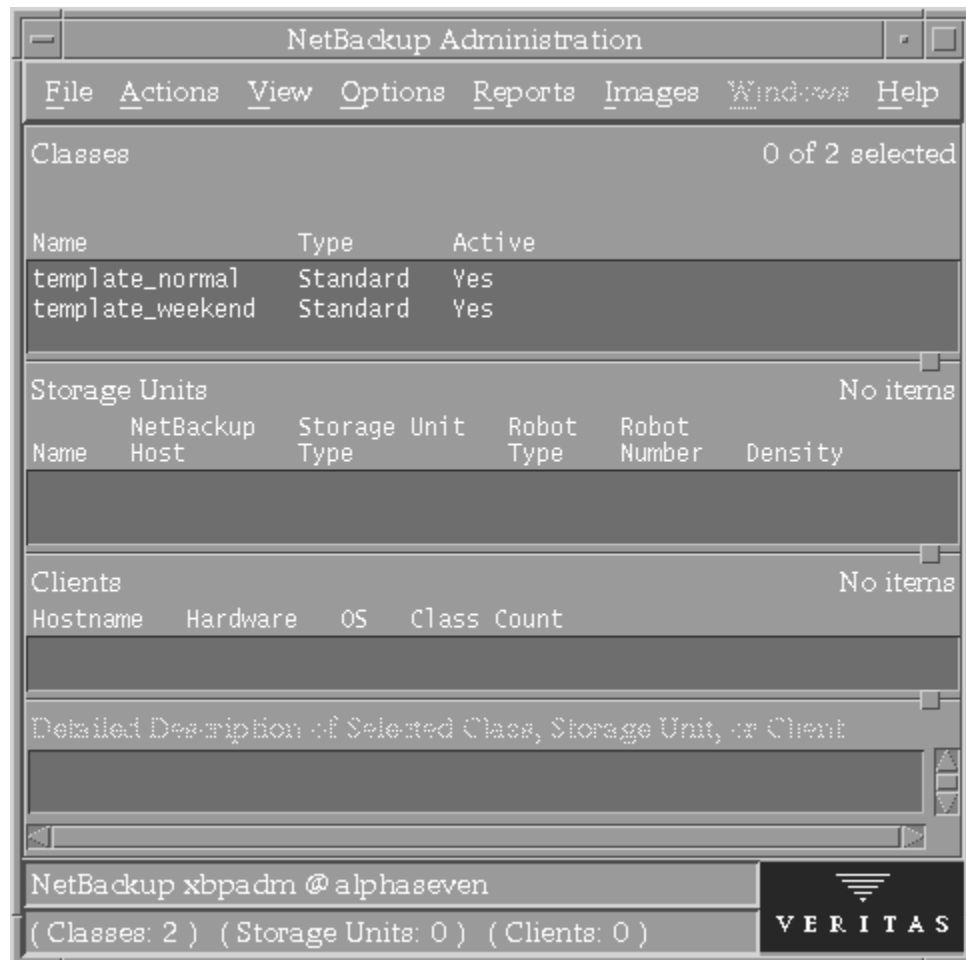 NetBackup Administration
File Actions View Options Reports Images Windows Help
Classes 0 of 2 selected
Name Type Active
template_normal Standard Yes
template_weekend Standard Yes
Storage Units No items
NetBackup Storage Unit Robot Robot
Name Host Type Type Number Density
Clients No items
Hostname Hardware OS Class Count
Detailed Description of Selected Class, Storage Unit, or Client
NetBackup xbpadm @ alphaseven
( Classes: 2 ) ( Storage Units: 0 ) ( Clients: 0 )
VERITAS